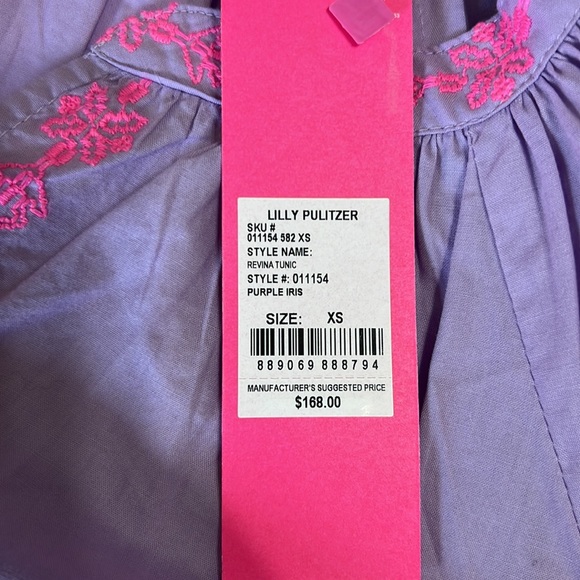 LILLY PULITZER
SKU #
011154 582 XS
STYLE NAME:
REVINA TUNIC
STYLE #: 011154
PURPLE IRIS
SIZE: XS
889069 888794
MANUFACTURER'S SUGGESTED PRICE
$168.00